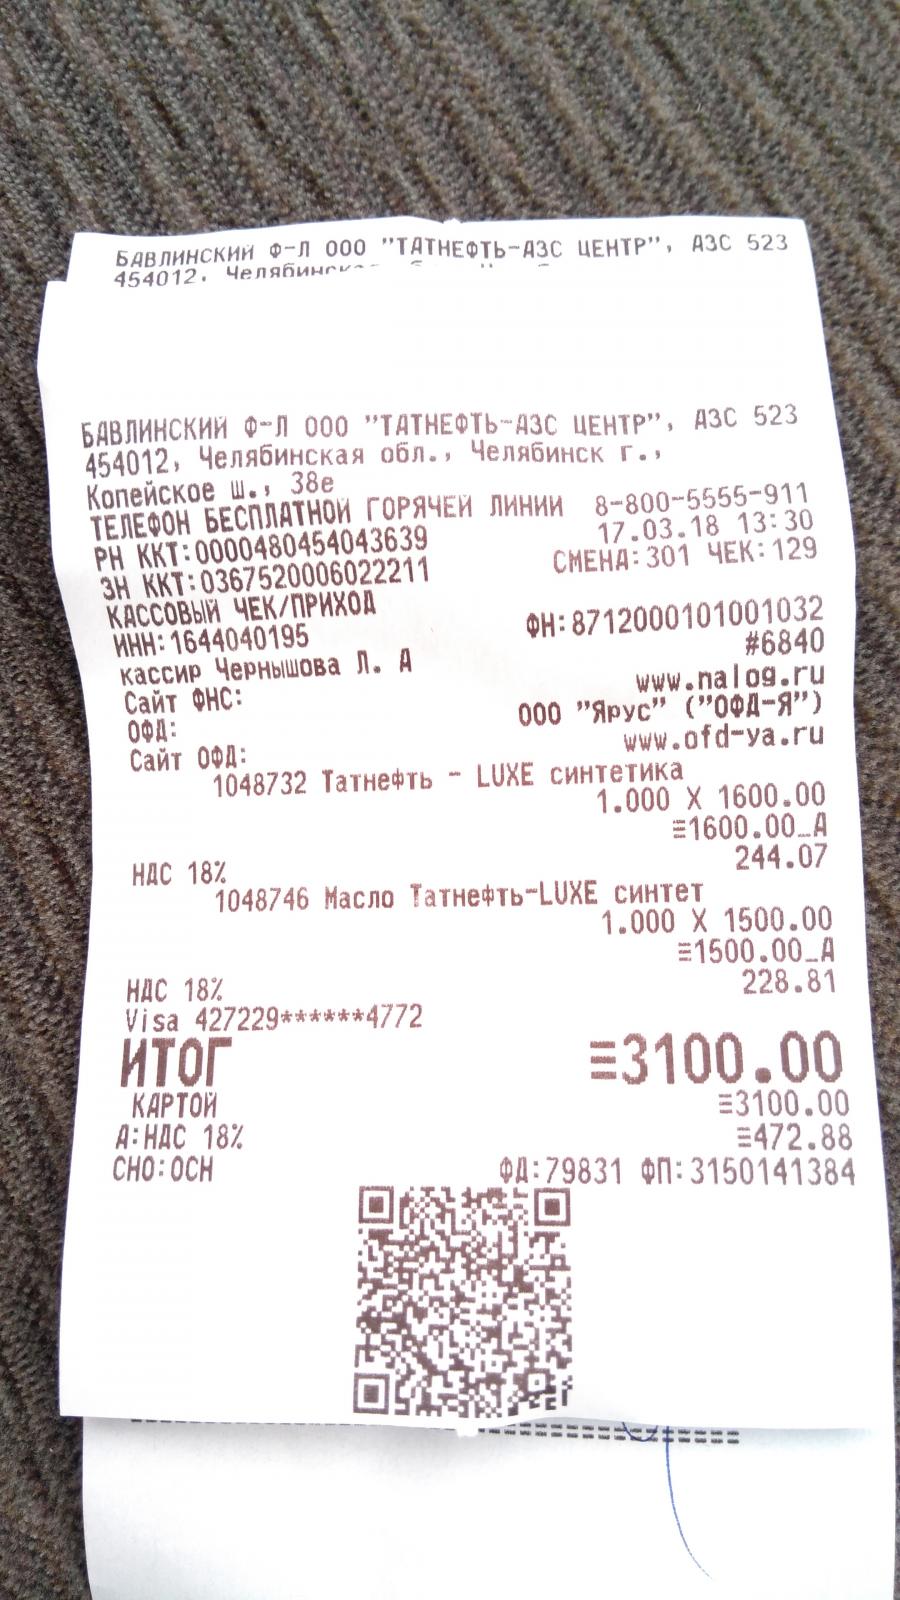 БАВЛИНСКИЙ Ф-Л ООО "ТАТНЕФТЬ-АЗС ЦЕНТР", АЗС 523
454012, Челябинская
БАВЛИНСКИЙ Ф-Л ООО "ТАТНЕФТЬ-АЗС ЦЕНТР", АЗС 523
454012, Челябинская обл., Челябинск г.,
Копейское ш., 38е
ТЕЛЕФОН БЕСПЛАТНОЙ ГОРЯЧЕЙ ЛИНИИ 8-800-5555-911
РН ККТ:0000480454043639 17.03.18 13:30
ЗН ККТ:0367520006022211 СМЕНА:301 ЧЕК:129
КАССОВЫЙ ЧЕК/ПРИХОД
ИНН:1644040195 ФН:8712000101001032
кассир Чернышова Л. А #6840
Сайт ФНС: www.nalog.ru
ОФД: ООО "Ярус" ("ОФД-Я")
Сайт ОФД: www.ofd-ya.ru
1048732 Татнефть - LUXE синтетика
1.000 X 1600.00
≡1600.00_А
НДС 18% 244.07
1048746 Масло Татнефть-LUXE синтет
1.000 X 1500.00
≡1500.00_А
НДС 18% 228.81
Visa 427229******4772
ИТОГ ≡3100.00
КАРТОЙ ≡3100.00
А:НДС 18% ≡472.88
СНО:ОСН ФД:79831 ФП:3150141384